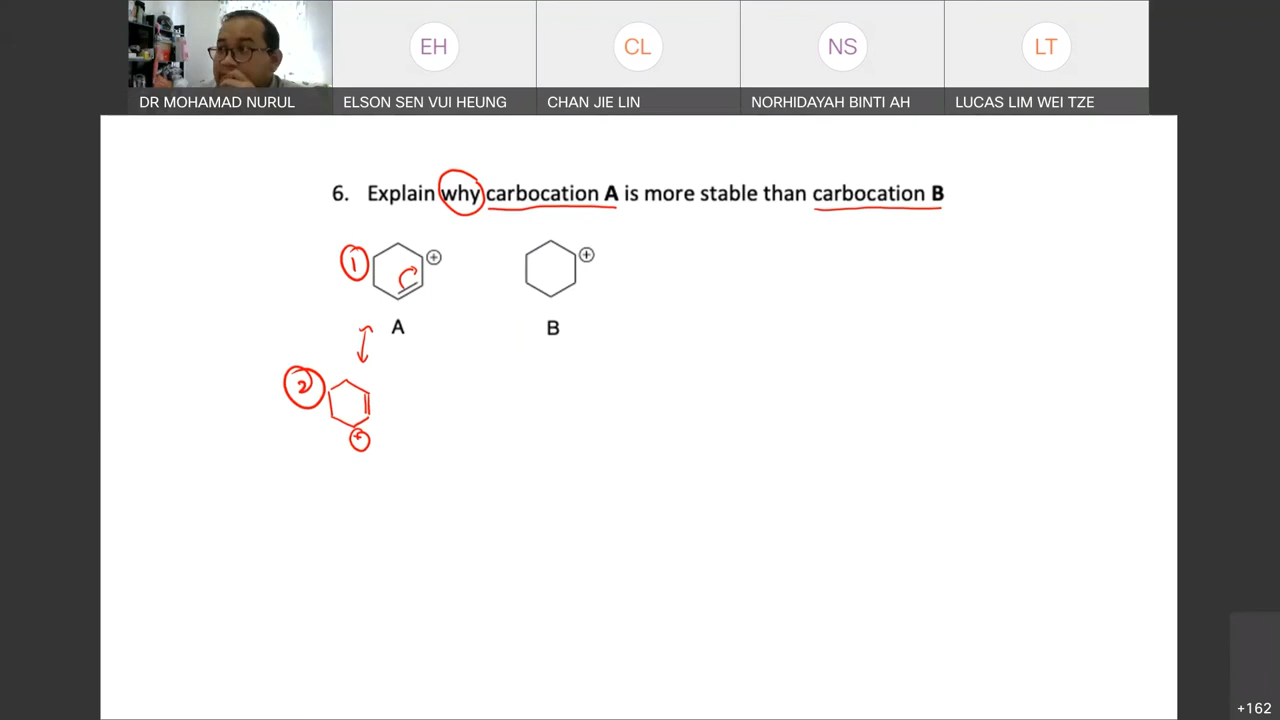 EH
CL
NS
LT
DR MOHAMAD NURUL
ELSON SEN VUI HEUNG
CHAN JIE LIN
NORHIDAYAH BINTI AH
LUCAS LIM WEI TZE
6. Explain why carbocation A is more stable than carbocation B
1
⊕
⊕
A
B
2
+
+162